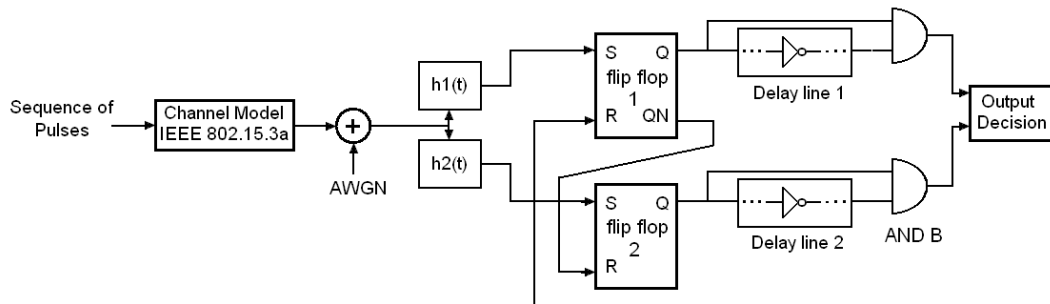 Sequence of
Pulses
Channel Model
IEEE 802.15.3a
+
AWGN
h1(t)
h2(t)
S Q
flip flop
1
R QN
S Q
flip flop
2
R
Delay line 1
Delay line 2
AND B
Output
Decision